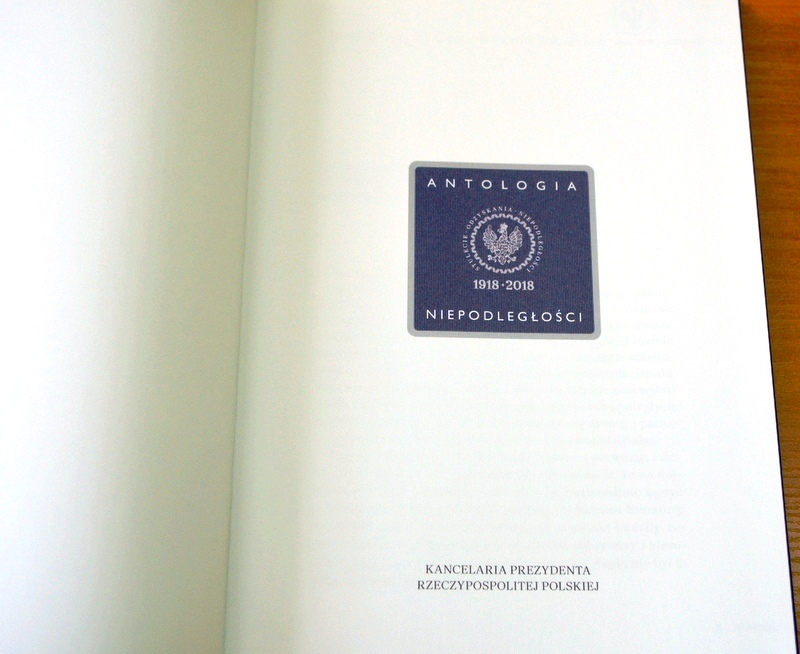 ANTOLOGIA
STULECIE · ODZYSKANIA · NIEPODLEGŁOŚCI
1918 · 2018
NIEPODLEGŁOŚCI
KANCELARIA PREZYDENTA
RZECZYPOSPOLITEJ POLSKIEJ